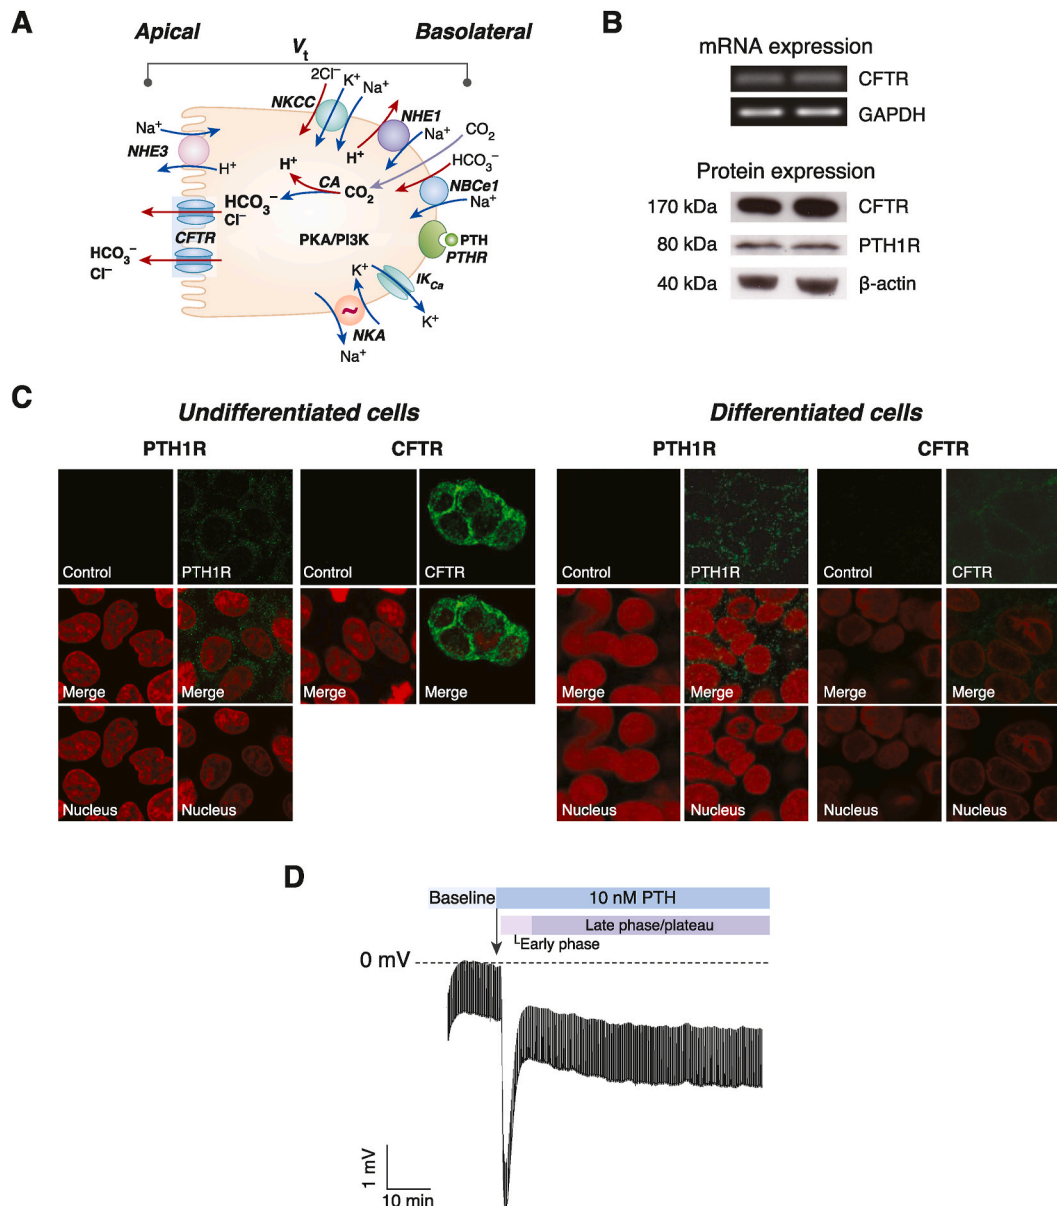 A
Apical
Basolateral
Vt
2Cl⁻
K⁺
Na⁺
NKCC
NHE1
Na⁺
CO₂
Na⁺
NHE3
H⁺
H⁺
H⁺
HCO₃⁻
CA
CO₂
NBCe1
Na⁺
HCO₃⁻
Cl⁻
CFTR
PKA/PI3K
PTH
PTHR
HCO₃⁻
Cl⁻
K⁺
IKCa
K⁺
NKA
Na⁺
B
mRNA expression
CFTR
GAPDH
Protein expression
170 kDa CFTR
80 kDa PTH1R
40 kDa β-actin
C
Undifferentiated cells
Differentiated cells
PTH1R CFTR PTH1R CFTR
Control PTH1R Control CFTR Control PTH1R Control CFTR
Merge Merge Merge Merge Merge Merge Merge Merge
Nucleus Nucleus Nucleus Nucleus Nucleus Nucleus
D
Baseline 10 nM PTH
Late phase/plateau
Early phase
0 mV
1 mV
10 min